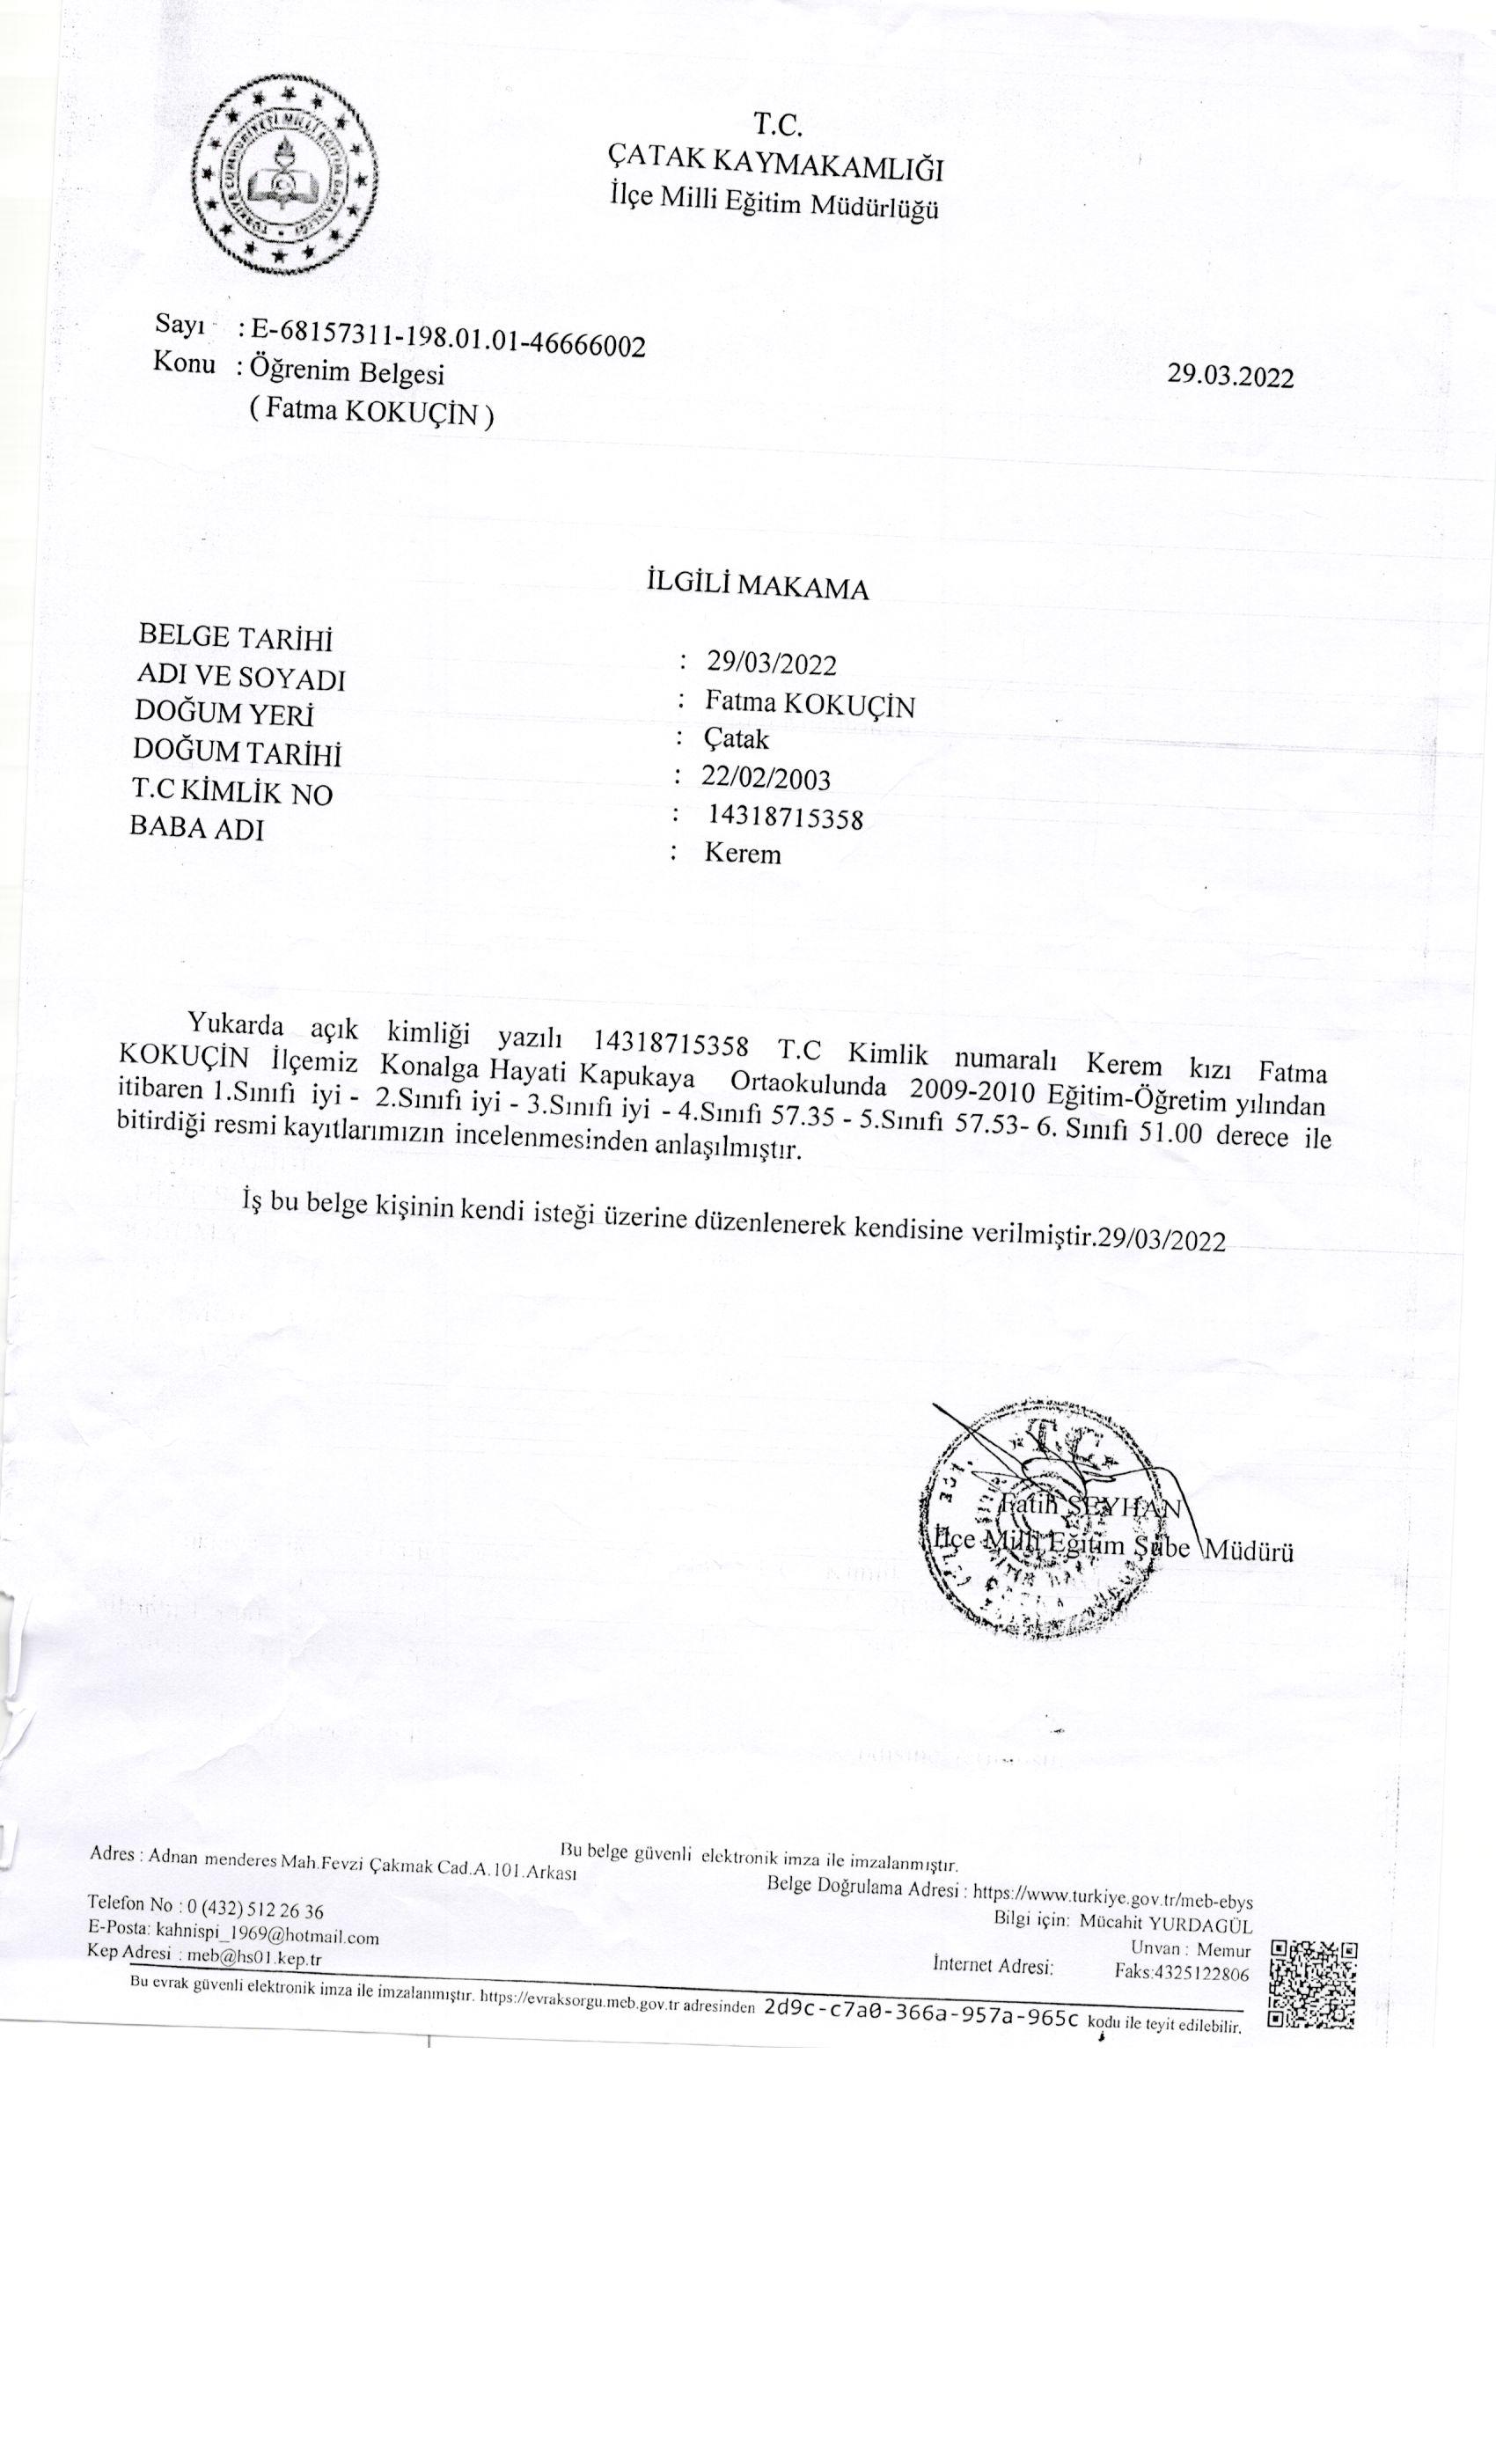 T.C.
ÇATAK KAYMAKAMLIĞI
İlçe Milli Eğitim Müdürlüğü
Sayı : E-68157311-198.01.01-46666002
29.03.2022
Konu : Öğrenim Belgesi
( Fatma KOKUÇİN )
İLGİLİ MAKAMA
BELGE TARİHİ : 29/03/2022
ADI VE SOYADI : Fatma KOKUÇİN
DOĞUM YERİ : Çatak
DOĞUM TARİHİ : 22/02/2003
T.C KİMLİK NO : 14318715358
BABA ADI : Kerem
Yukarda açık kimliği yazılı 14318715358 T.C Kimlik numaralı Kerem kızı Fatma
KOKUÇİN İlçemiz Konalga Hayati Kapukaya Ortaokulunda 2009-2010 Eğitim-Öğretim yılından
itibaren 1.Sınıfı iyi - 2.Sınıfı iyi - 3.Sınıfı iyi - 4.Sınıfı 57.35 - 5.Sınıfı 57.53- 6. Sınıfı 51.00 derece ile
bitirdiği resmi kayıtlarımızın incelenmesinden anlaşılmıştır.
İş bu belge kişinin kendi isteği üzerine düzenlenerek kendisine verilmiştir.29/03/2022
T.C.
Fatih SEYHAN
İlçe Milli Eğitim Şube Müdürü
Bu belge güvenli elektronik imza ile imzalanmıştır.
Adres : Adnan menderes Mah.Fevzi Çakmak Cad.A.101.Arkası
Belge Doğrulama Adresi : https://www.turkiye.gov.tr/meb-ebys
Bilgi için: Mücahit YURDAGÜL
Telefon No : 0 (432) 512 26 36
Unvan : Memur
E-Posta: kahnispi_1969@hotmail.com
İnternet Adresi: Faks:4325122806
Kep Adresi : meb@hs01.kep.tr
Bu evrak güvenli elektronik imza ile imzalanmıştır. https://evraksorgu.meb.gov.tr adresinden 2d9c-c7a0-366a-957a-965c kodu ile teyit edilebilir.